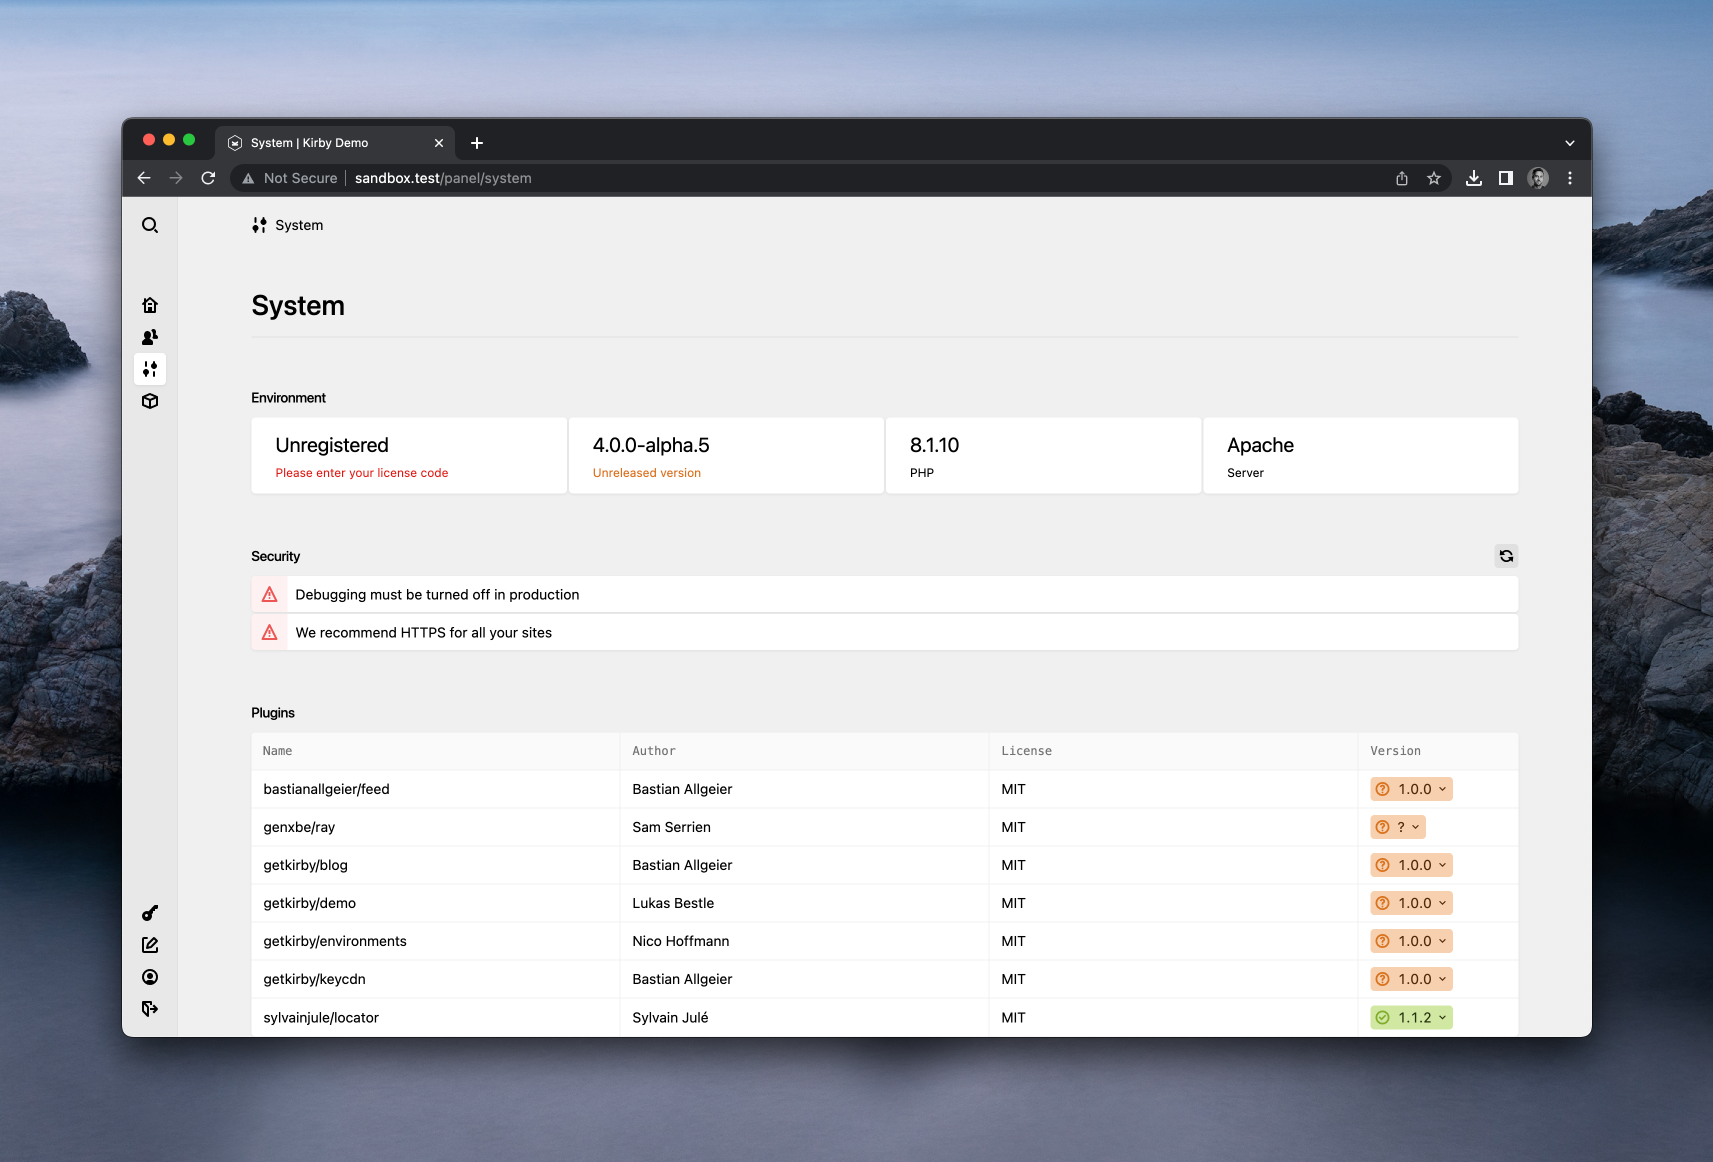 System | Kirby Demo
Not Secure | sandbox.test/panel/system
System
System
Environment
Unregistered
Please enter your license code
4.0.0-alpha.5
Unreleased version
8.1.10
PHP
Apache
Server
Security
Debugging must be turned off in production
We recommend HTTPS for all your sites
Plugins
Name Author License Version
bastianallgeier/feed Bastian Allgeier MIT 1.0.0
genxbe/ray Sam Serrien MIT ?
getkirby/blog Bastian Allgeier MIT 1.0.0
getkirby/demo Lukas Bestle MIT 1.0.0
getkirby/environments Nico Hoffmann MIT 1.0.0
getkirby/keycdn Bastian Allgeier MIT 1.0.0
sylvainjule/locator Sylvain Julé MIT 1.1.2